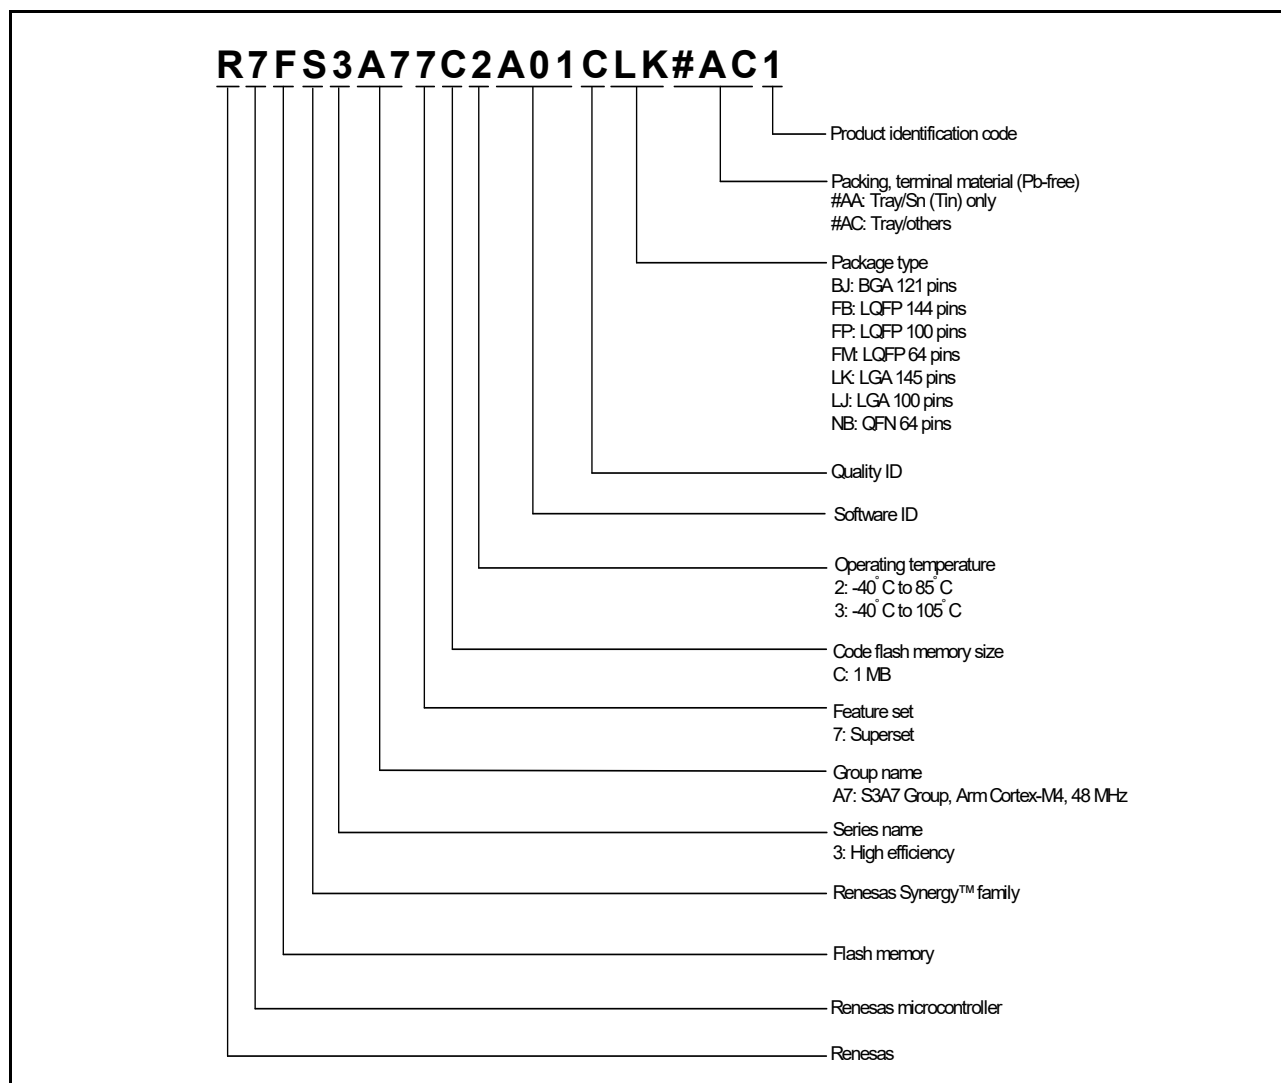 R7FS3A77C2A01CLK#AC1
Product identification code
Packing, terminal material (Pb-free)
#AA: Tray/Sn (Tin) only
#AC: Tray/others
Package type
BJ: BGA 121 pins
FB: LQFP 144 pins
FP: LQFP 100 pins
FM: LQFP 64 pins
LK: LGA 145 pins
LJ: LGA 100 pins
NB: QFN 64 pins
Quality ID
Software ID
Operating temperature
2: -40°C to 85°C
3: -40°C to 105°C
Code flash memory size
C: 1 MB
Feature set
7: Superset
Group name
A7: S3A7 Group, Arm Cortex-M4, 48 MHz
Series name
3: High efficiency
Renesas Synergy™ family
Flash memory
Renesas microcontroller
Renesas